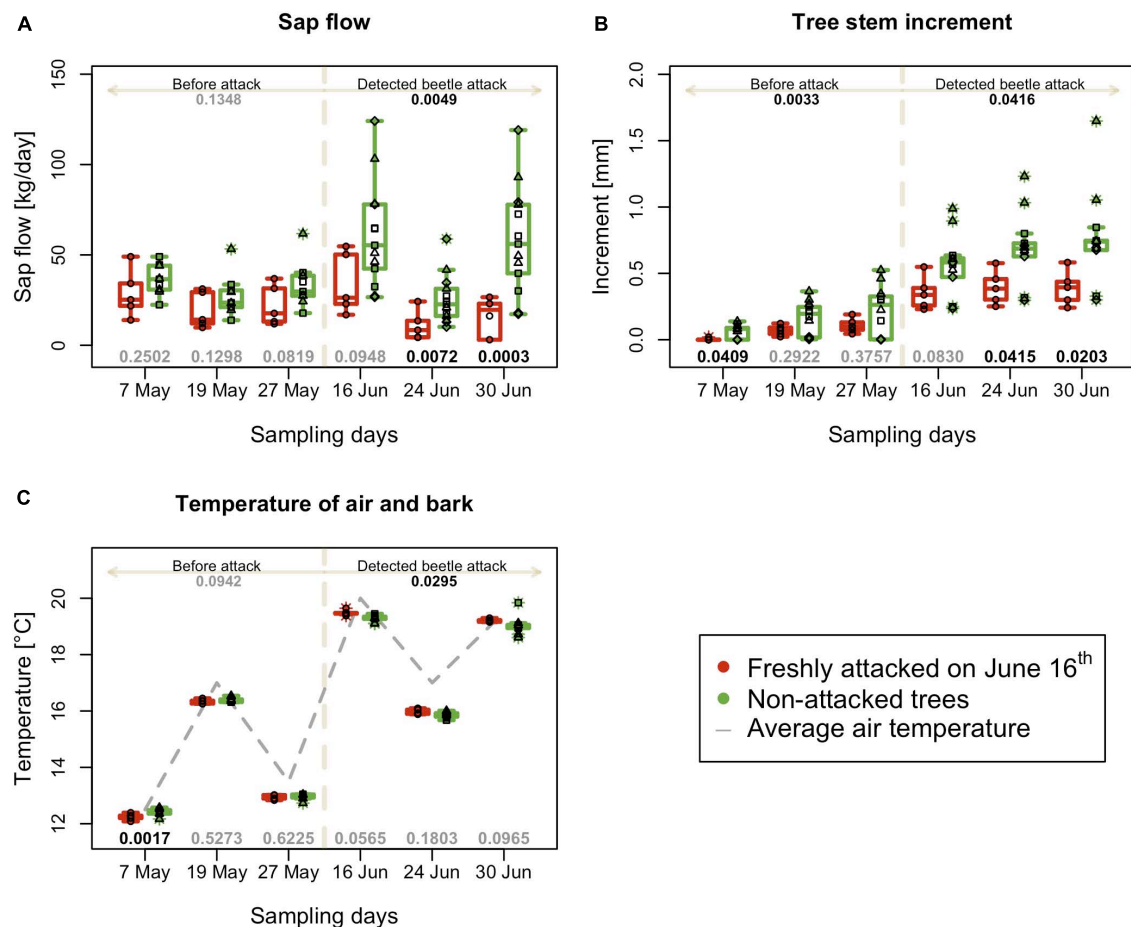 A
Sap flow
Before attack
Detected beetle attack
0.1348
0.0049
Sap flow [kg/day]
150
100
50
0
0.2502 0.1298 0.0819 0.0948 0.0072 0.0003
7 May 19 May 27 May 16 Jun 24 Jun 30 Jun
Sampling days
B
Tree stem increment
Before attack
Detected beetle attack
0.0033
0.0416
Increment [mm]
2.0
1.5
1.0
0.5
0.0
0.0409 0.2922 0.3757 0.0830 0.0415 0.0203
7 May 19 May 27 May 16 Jun 24 Jun 30 Jun
Sampling days
C
Temperature of air and bark
Before attack
Detected beetle attack
0.0942
0.0295
Temperature [°C]
20
18
16
14
12
0.0017 0.5273 0.6225 0.0565 0.1803 0.0965
7 May 19 May 27 May 16 Jun 24 Jun 30 Jun
Sampling days
Freshly attacked on June 16th
Non-attacked trees
Average air temperature